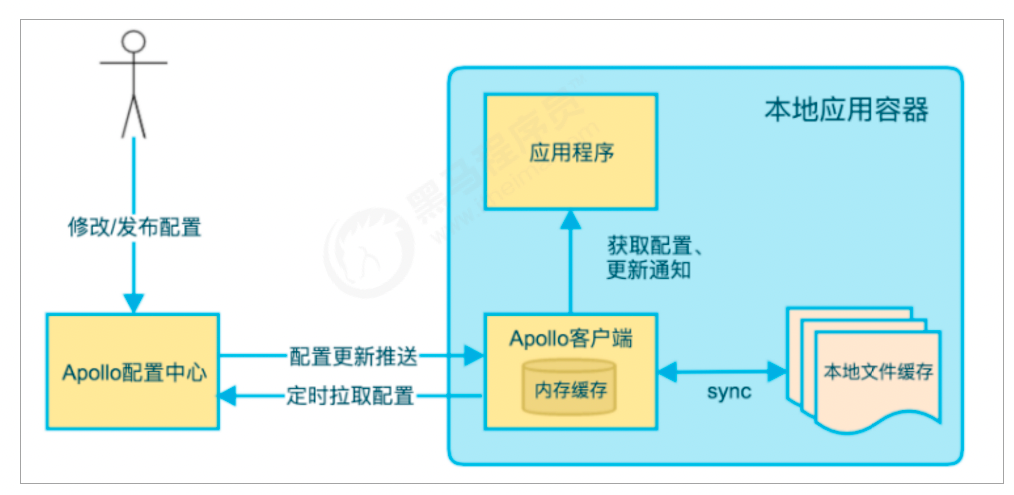 本地应用容器
应用程序
修改/发布配置
获取配置、
更新通知
Apollo配置中心
配置更新推送
定时拉取配置
Apollo客户端
内存缓存
sync
本地文件缓存
黑马程序员